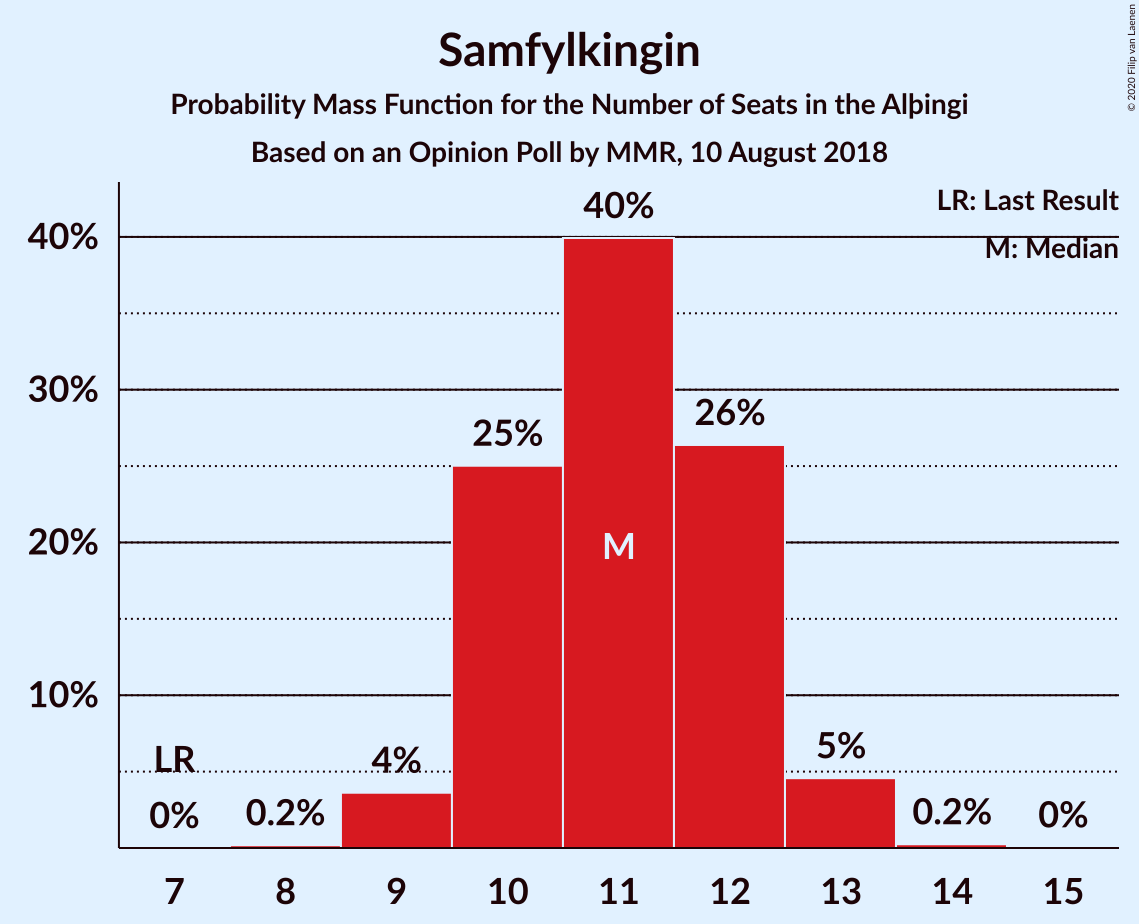 Samfylkingin
Probability Mass Function for the Number of Seats in the Alþingi
Based on an Opinion Poll by MMR, 10 August 2018
© 2020 Filip van Laenen
LR: Last Result
M: Median
40%
30%
20%
10%
LR
0%
0.2%
4%
25%
40%
M
26%
5%
0.2%
0%
7 8 9 10 11 12 13 14 15